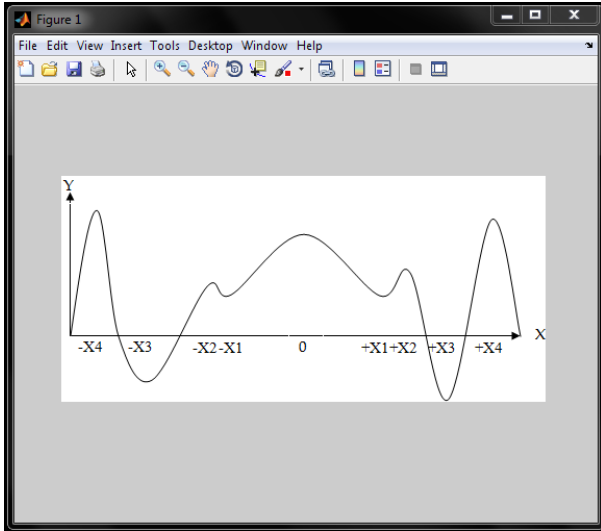 Figure 1
File Edit View Insert Tools Desktop Window Help
Y
X
-X4 -X3 -X2 -X1 0 +X1 +X2 +X3 +X4